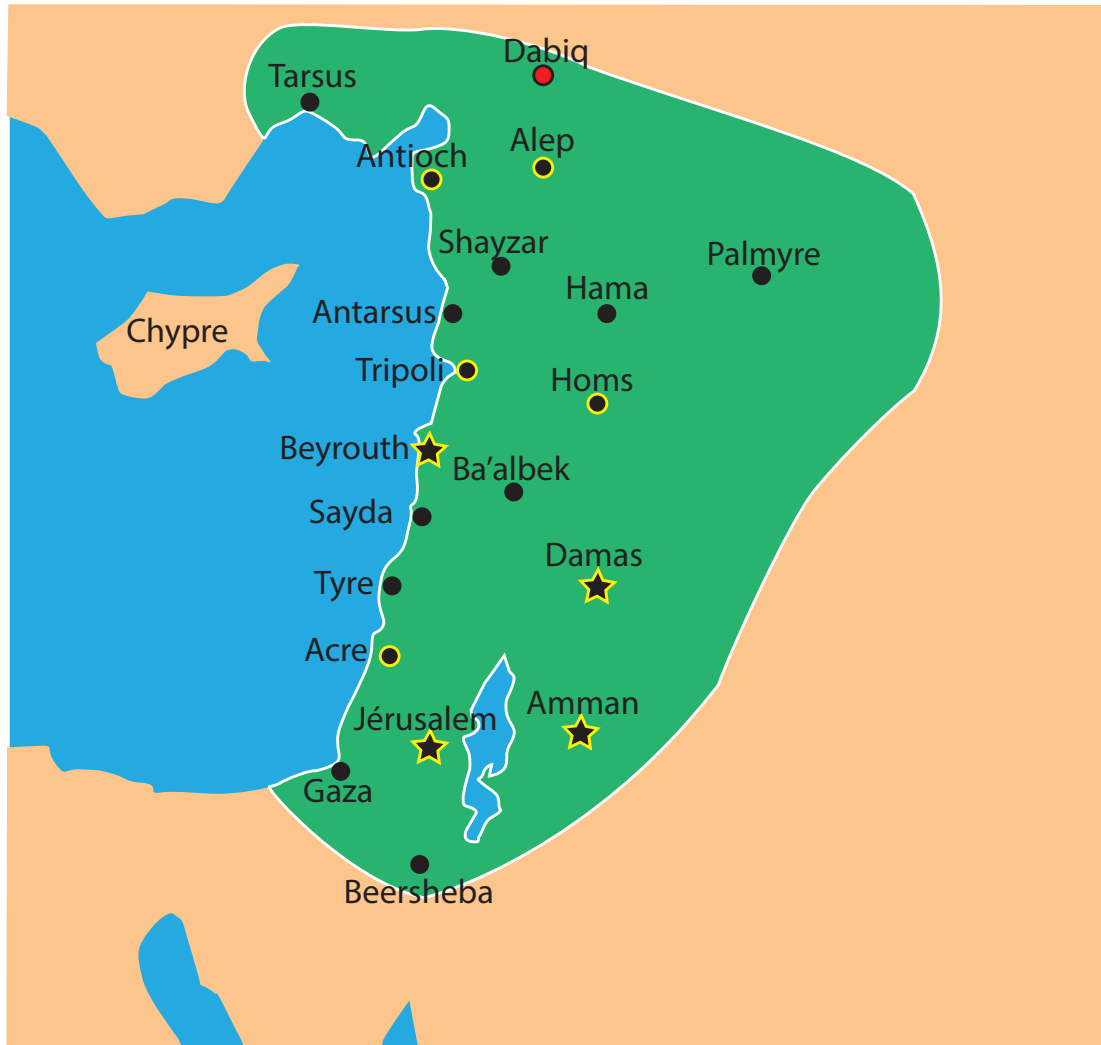 Dabiq
Tarsus
Alep
Antioch
Shayzar
Palmyre
Hama
Antarsus
Chypre
Tripoli
Homs
Beyrouth
Ba'albek
Sayda
Damas
Tyre
Acre
Amman
Jérusalem
Gaza
Beersheba